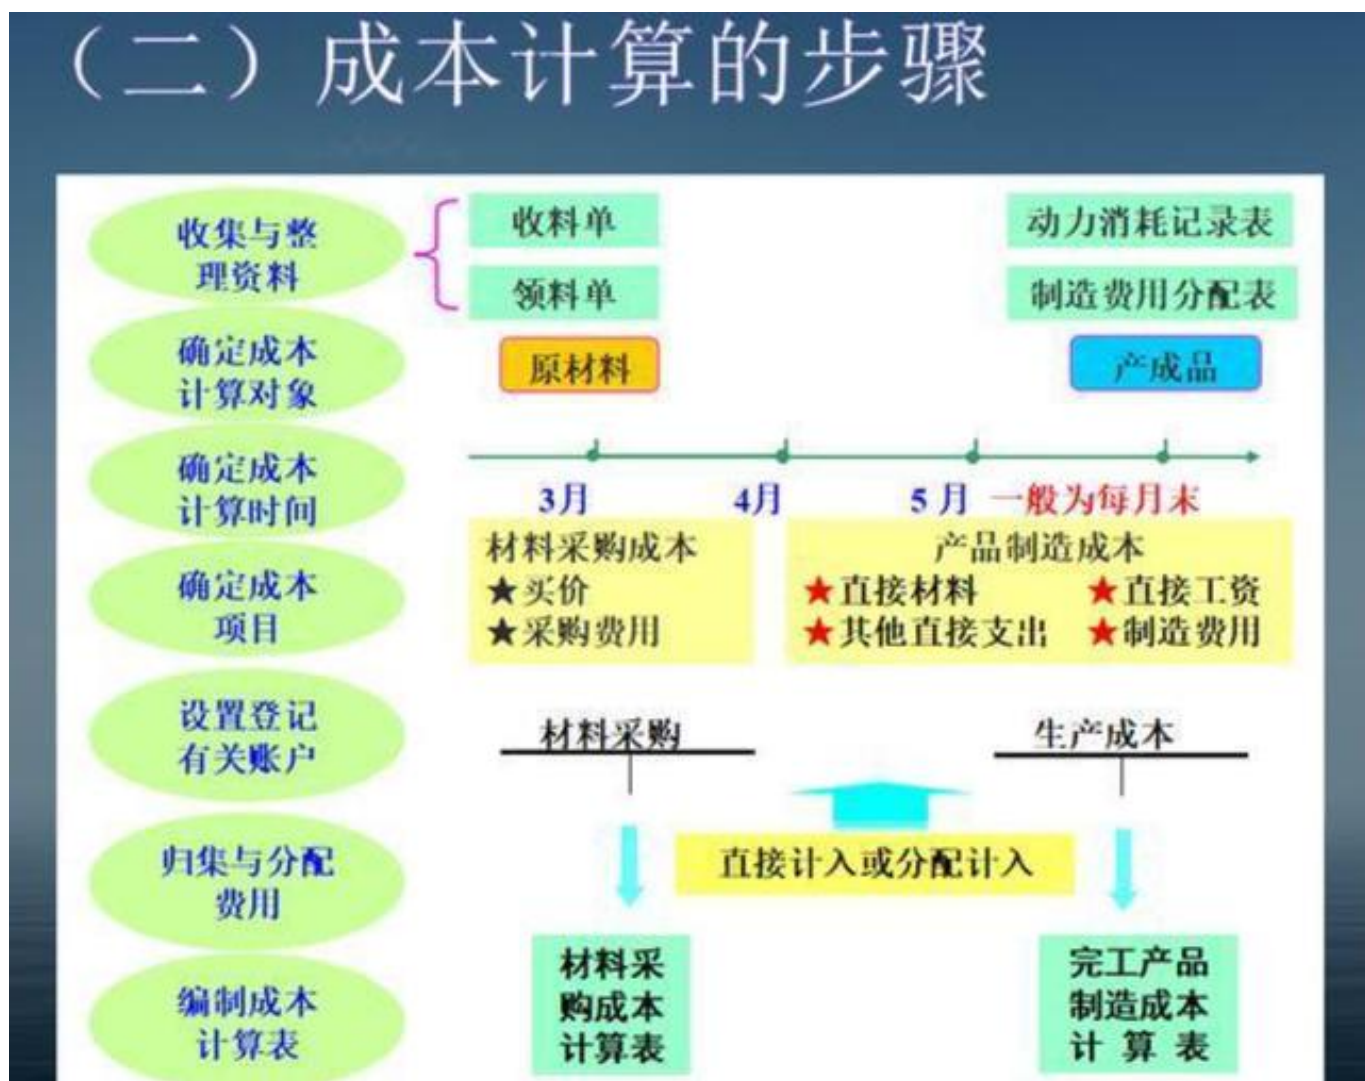 （二）成本计算的步骤
收集与整
理资料
收料单
动力消耗记录表
领料单
制造费用分配表
确定成本
计算对象
原材料
产成品
确定成本
计算时间
3月
4月
5月
一般为每月末
确定成本
项目
材料采购成本
★买价
★采购费用
产品制造成本
★直接材料
★直接工资
★其他直接支出
★制造费用
设置登记
有关账户
材料采购
生产成本
归集与分配
费用
直接计入或分配计入
编制成本
计算表
材料采
购成本
计算表
完工产品
制造成本
计算表